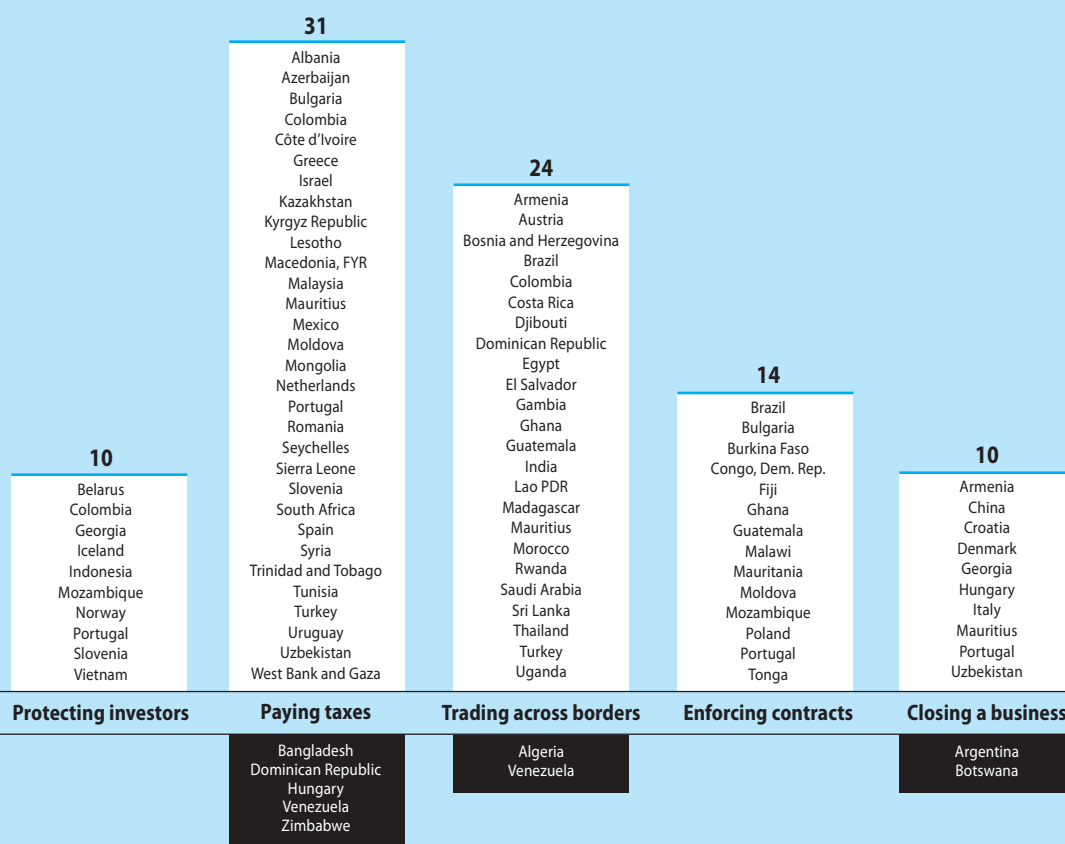 10
Belarus
Colombia
Georgia
Iceland
Indonesia
Mozambique
Norway
Portugal
Slovenia
Vietnam
Protecting investors
31
Albania
Azerbaijan
Bulgaria
Colombia
Côte d’Ivoire
Greece
Israel
Kazakhstan
Kyrgyz Republic
Lesotho
Macedonia, FYR
Malaysia
Mauritius
Mexico
Moldova
Mongolia
Netherlands
Portugal
Romania
Seychelles
Sierra Leone
Slovenia
South Africa
Spain
Syria
Trinidad and Tobago
Tunisia
Turkey
Uruguay
Uzbekistan
West Bank and Gaza
Paying taxes
Bangladesh
Dominican Republic
Hungary
Venezuela
Zimbabwe
24
Armenia
Austria
Bosnia and Herzegovina
Brazil
Colombia
Costa Rica
Djibouti
Dominican Republic
Egypt
El Salvador
Gambia
Ghana
Guatemala
India
Lao PDR
Madagascar
Mauritius
Morocco
Rwanda
Saudi Arabia
Sri Lanka
Thailand
Turkey
Uganda
Trading across borders
Algeria
Venezuela
14
Brazil
Bulgaria
Burkina Faso
Congo, Dem. Rep.
Fiji
Ghana
Guatemala
Malawi
Mauritania
Moldova
Mozambique
Poland
Portugal
Tonga
Enforcing contracts
10
Armenia
China
Croatia
Denmark
Georgia
Hungary
Italy
Mauritius
Portugal
Uzbekistan
Closing a business
Argentina
Botswana